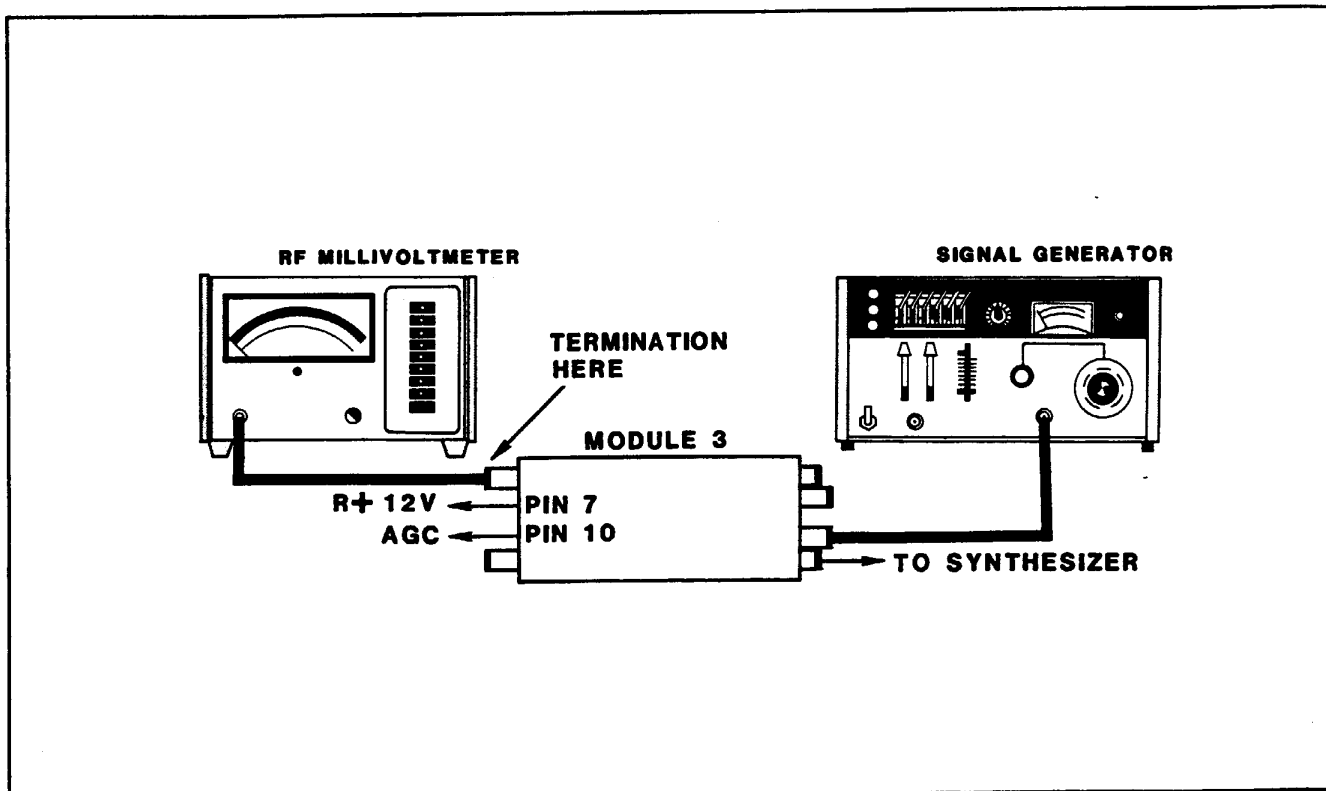 RF MILLIVOLTMETER
SIGNAL GENERATOR
TERMINATION
HERE
MODULE 3
R+ 12V
PIN 7
AGC
PIN 10
TO SYNTHESIZER